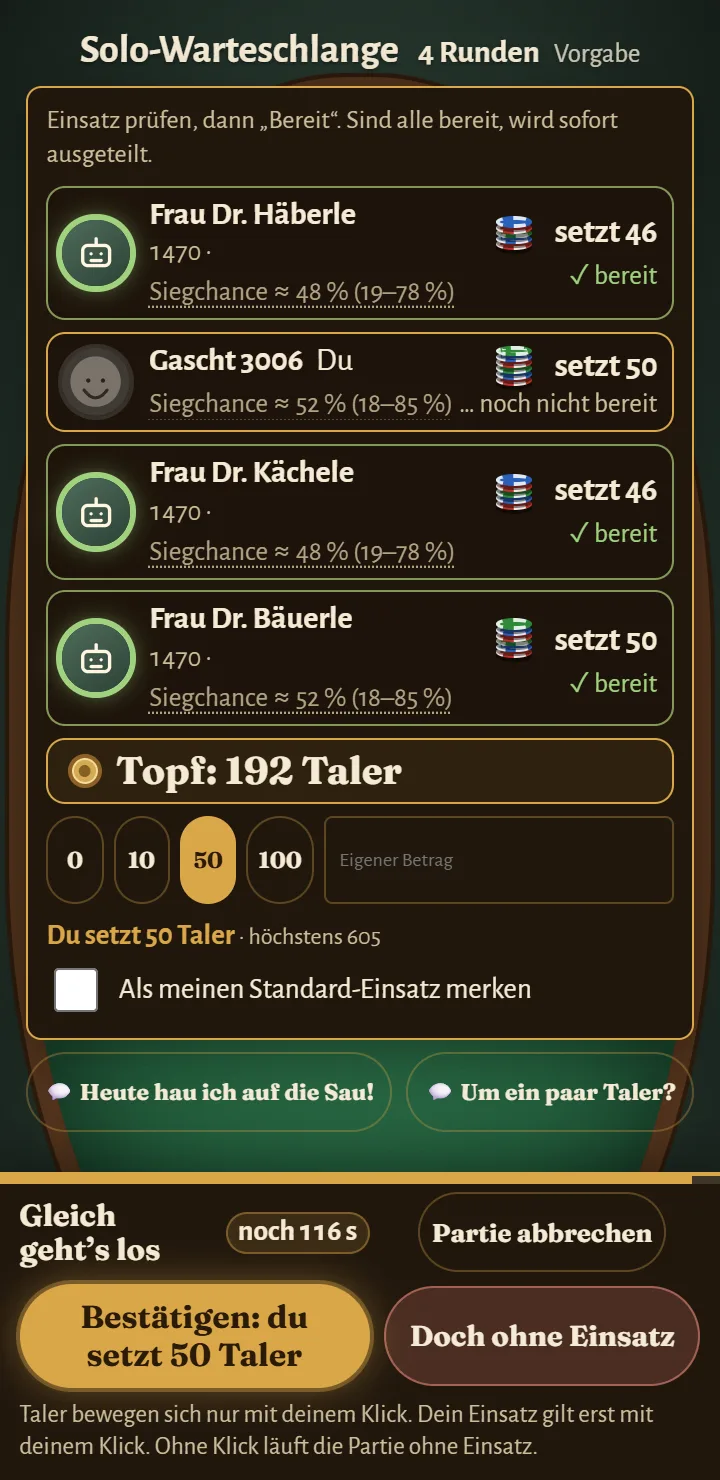 Solo-Warteschlange 4 Runden Vorgabe
Einsatz prüfen, dann „Bereit“. Sind alle bereit, wird sofort
ausgeteilt.
Frau Dr. Häberle
1470 ·
Siegchance ≈ 48 % (19–78 %)
setzt 46
✓ bereit
Gascht 3006 Du
Siegchance ≈ 52 % (18–85 %)
setzt 50
... noch nicht bereit
Frau Dr. Kächele
1470 ·
Siegchance ≈ 48 % (19–78 %)
setzt 46
✓ bereit
Frau Dr. Bäuerle
1470 ·
Siegchance ≈ 52 % (18–85 %)
setzt 50
✓ bereit
Topf: 192 Taler
0 10 50 100 Eigener Betrag
Du setzt 50 Taler · höchstens 605
Als meinen Standard-Einsatz merken
Heute hau ich auf die Sau! Um ein paar Taler?
Gleich
geht’s los
noch 116 s
Partie abbrechen
Bestätigen: du
setzt 50 Taler
Doch ohne Einsatz
Taler bewegen sich nur mit deinem Klick. Dein Einsatz gilt erst mit
deinem Klick. Ohne Klick läuft die Partie ohne Einsatz.